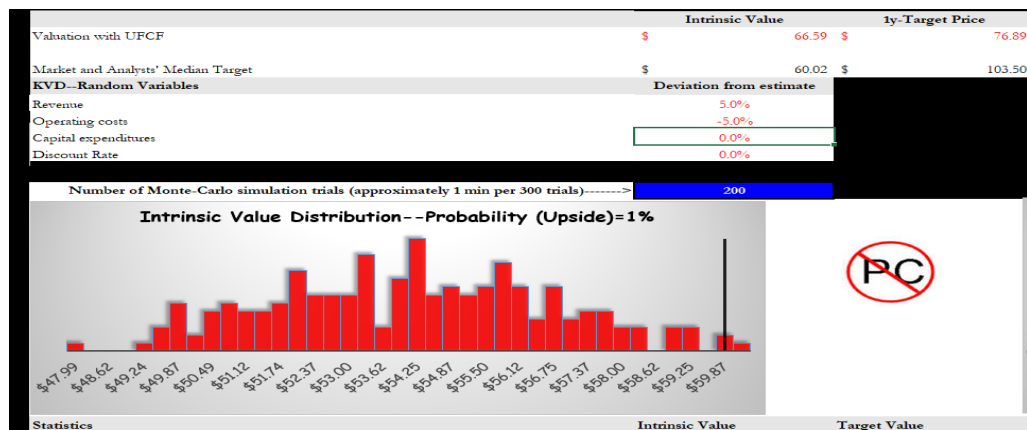 Intrinsic Value 1y-Target Price
Valuation with UFCF $ 66.59 $ 76.89
Market and Analysts' Median Target $ 60.02 $ 103.50
KVD--Random Variables Deviation from estimate
Revenue 5.0%
Operating costs -5.0%
Capital expenditures 0.0%
Discount Rate 0.0%
Number of Monte-Carlo simulation trials (approximately 1 min per 300 trials)-------> 200
Intrinsic Value Distribution--Probability (Upside)=1%
PC
$47.99 $48.62 $49.24 $49.87 $50.49 $51.12 $51.74 $52.37 $53.00 $53.62 $54.25 $54.87 $55.50 $56.12 $56.75 $57.37 $58.00 $58.62 $59.25 $59.87
Statistics Intrinsic Value Target Value